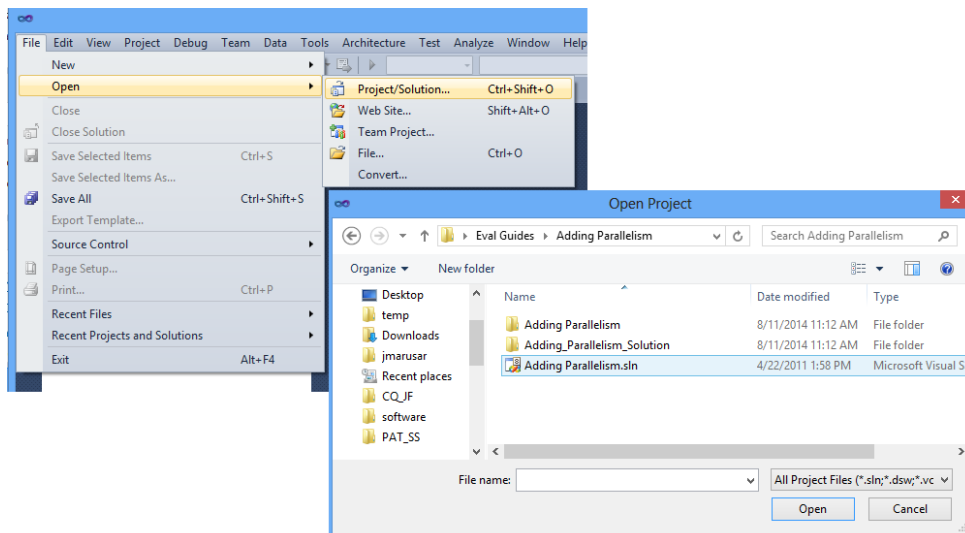 File Edit View Project Debug Team Data Tools Architecture Test Analyze Window Help
New
Open
Close
Close Solution
Save Selected Items Ctrl+S
Save Selected Items As...
Save All Ctrl+Shift+S
Export Template...
Source Control
Page Setup...
Print... Ctrl+P
Recent Files
Recent Projects and Solutions
Exit Alt+F4
Project/Solution... Ctrl+Shift+O
Web Site... Shift+Alt+O
Team Project...
File... Ctrl+O
Convert...
Open Project
Eval Guides Adding Parallelism Search Adding Parallelism
Organize New folder
Desktop
temp
Downloads
jmarusar
Recent places
CQ_JF
software
PAT_SS
Name Date modified Type
Adding Parallelism 8/11/2014 11:12 AM File folder
Adding_Parallelism_Solution 8/11/2014 11:12 AM File folder
Adding Parallelism.sln 4/22/2011 1:58 PM Microsoft Visual S
File name: All Project Files (*.sln;*.dsw;*.vc
Open Cancel